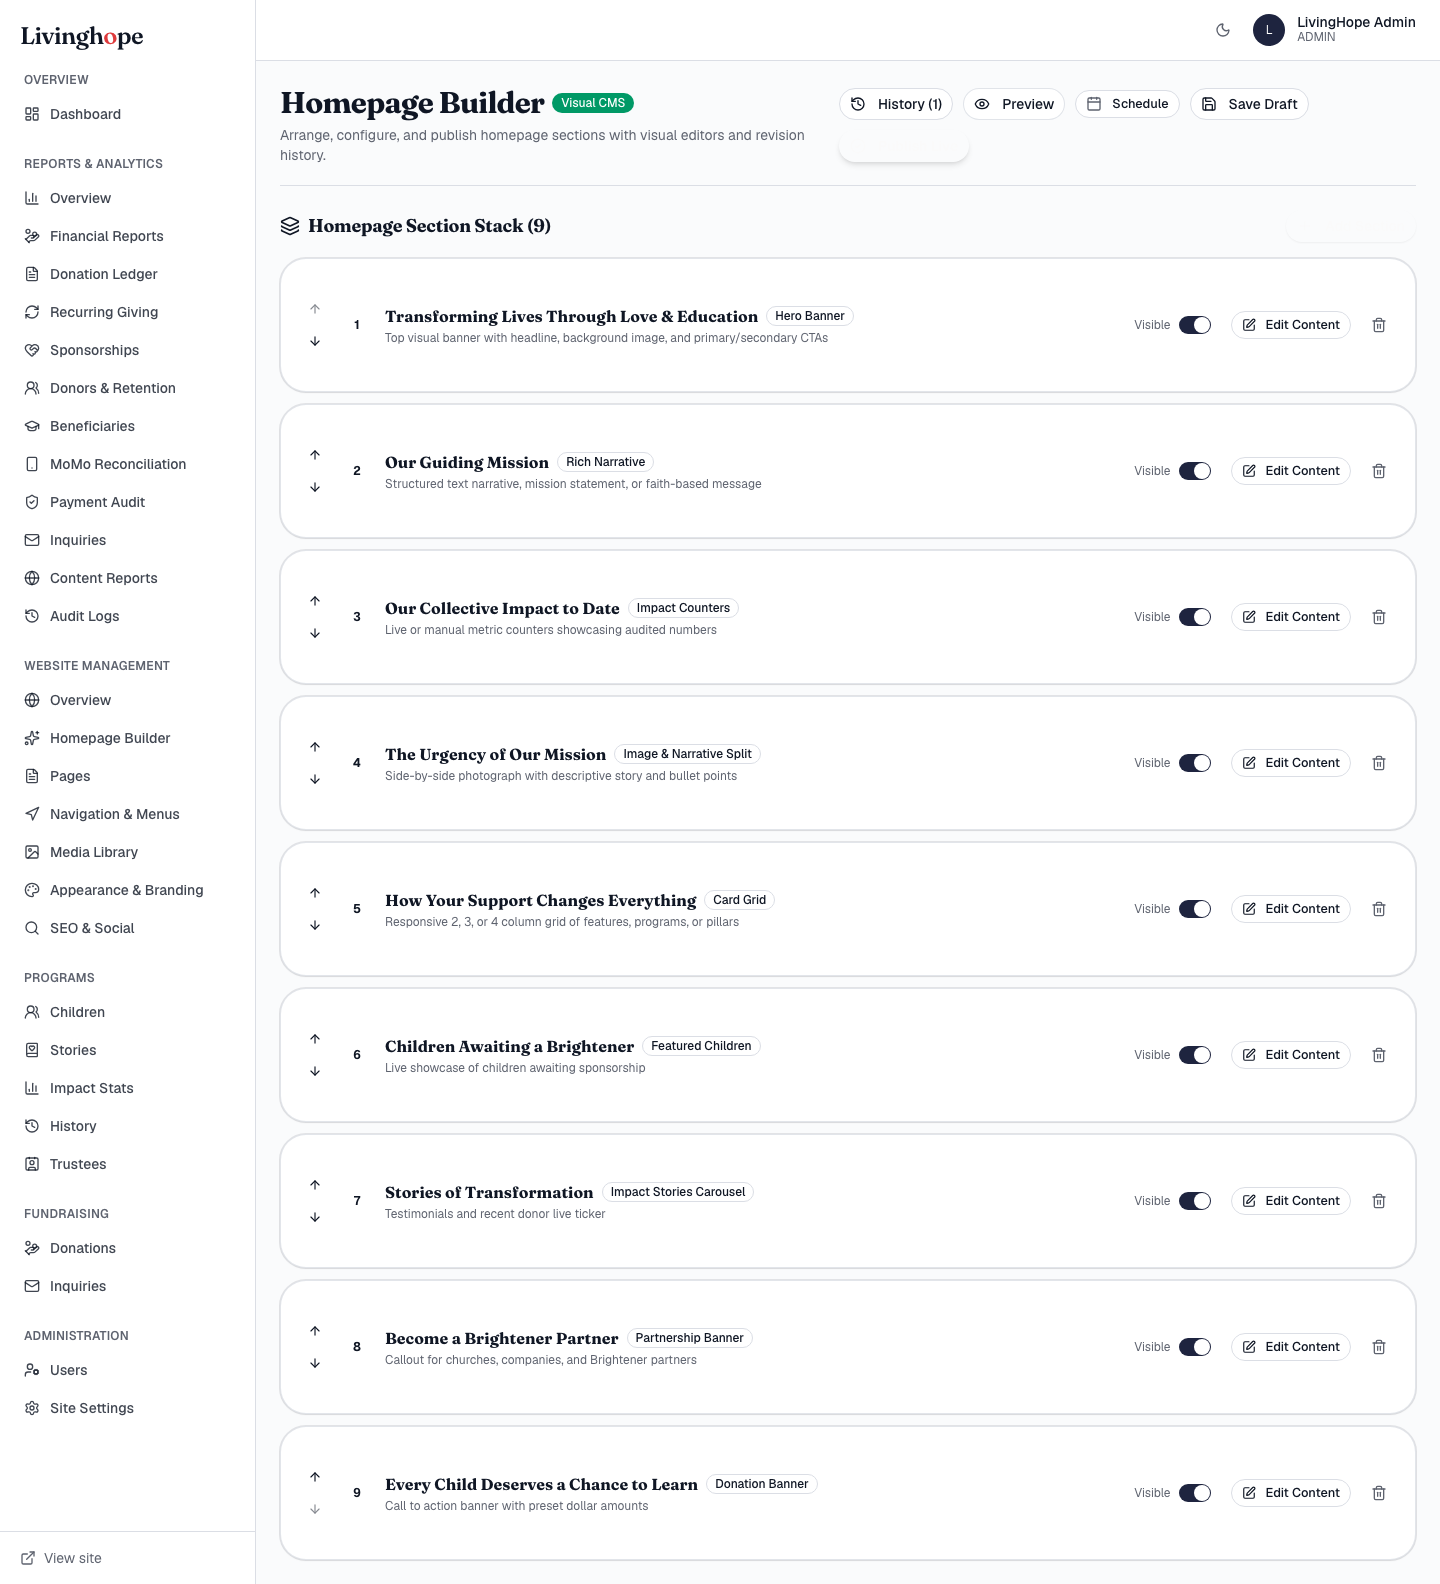 Livinghope
OVERVIEW
Dashboard
REPORTS & ANALYTICS
Overview
Financial Reports
Donation Ledger
Recurring Giving
Sponsorships
Donors & Retention
Beneficiaries
MoMo Reconciliation
Payment Audit
Inquiries
Content Reports
Audit Logs
WEBSITE MANAGEMENT
Overview
Homepage Builder
Pages
Navigation & Menus
Media Library
Appearance & Branding
SEO & Social
PROGRAMS
Children
Stories
Impact Stats
History
Trustees
FUNDRAISING
Donations
Inquiries
ADMINISTRATION
Users
Site Settings
View site
L
LivingHope Admin
ADMIN
Homepage Builder Visual CMS
Arrange, configure, and publish homepage sections with visual editors and revision
history.
History (1) Preview Schedule Save Draft
Homepage Section Stack (9)
1
Transforming Lives Through Love & Education Hero Banner
Top visual banner with headline, background image, and primary/secondary CTAs
Visible Edit Content
2
Our Guiding Mission Rich Narrative
Structured text narrative, mission statement, or faith-based message
Visible Edit Content
3
Our Collective Impact to Date Impact Counters
Live or manual metric counters showcasing audited numbers
Visible Edit Content
4
The Urgency of Our Mission Image & Narrative Split
Side-by-side photograph with descriptive story and bullet points
Visible Edit Content
5
How Your Support Changes Everything Card Grid
Responsive 2, 3, or 4 column grid of features, programs, or pillars
Visible Edit Content
6
Children Awaiting a Brightener Featured Children
Live showcase of children awaiting sponsorship
Visible Edit Content
7
Stories of Transformation Impact Stories Carousel
Testimonials and recent donor live ticker
Visible Edit Content
8
Become a Brightener Partner Partnership Banner
Callout for churches, companies, and Brightener partners
Visible Edit Content
9
Every Child Deserves a Chance to Learn Donation Banner
Call to action banner with preset dollar amounts
Visible Edit Content